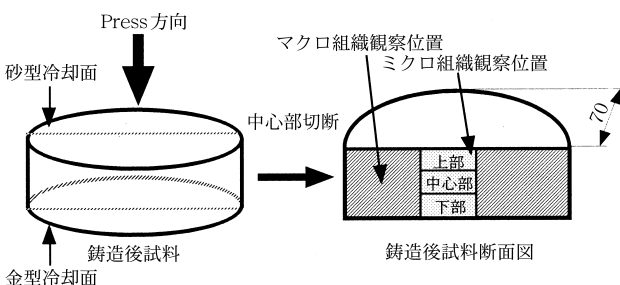 Press方向
砂型冷却面
金型冷却面
鋳造後試料
中心部切断
マクロ組織観察位置
ミクロ組織観察位置
70
上部
中心部
下部
鋳造後試料断面図